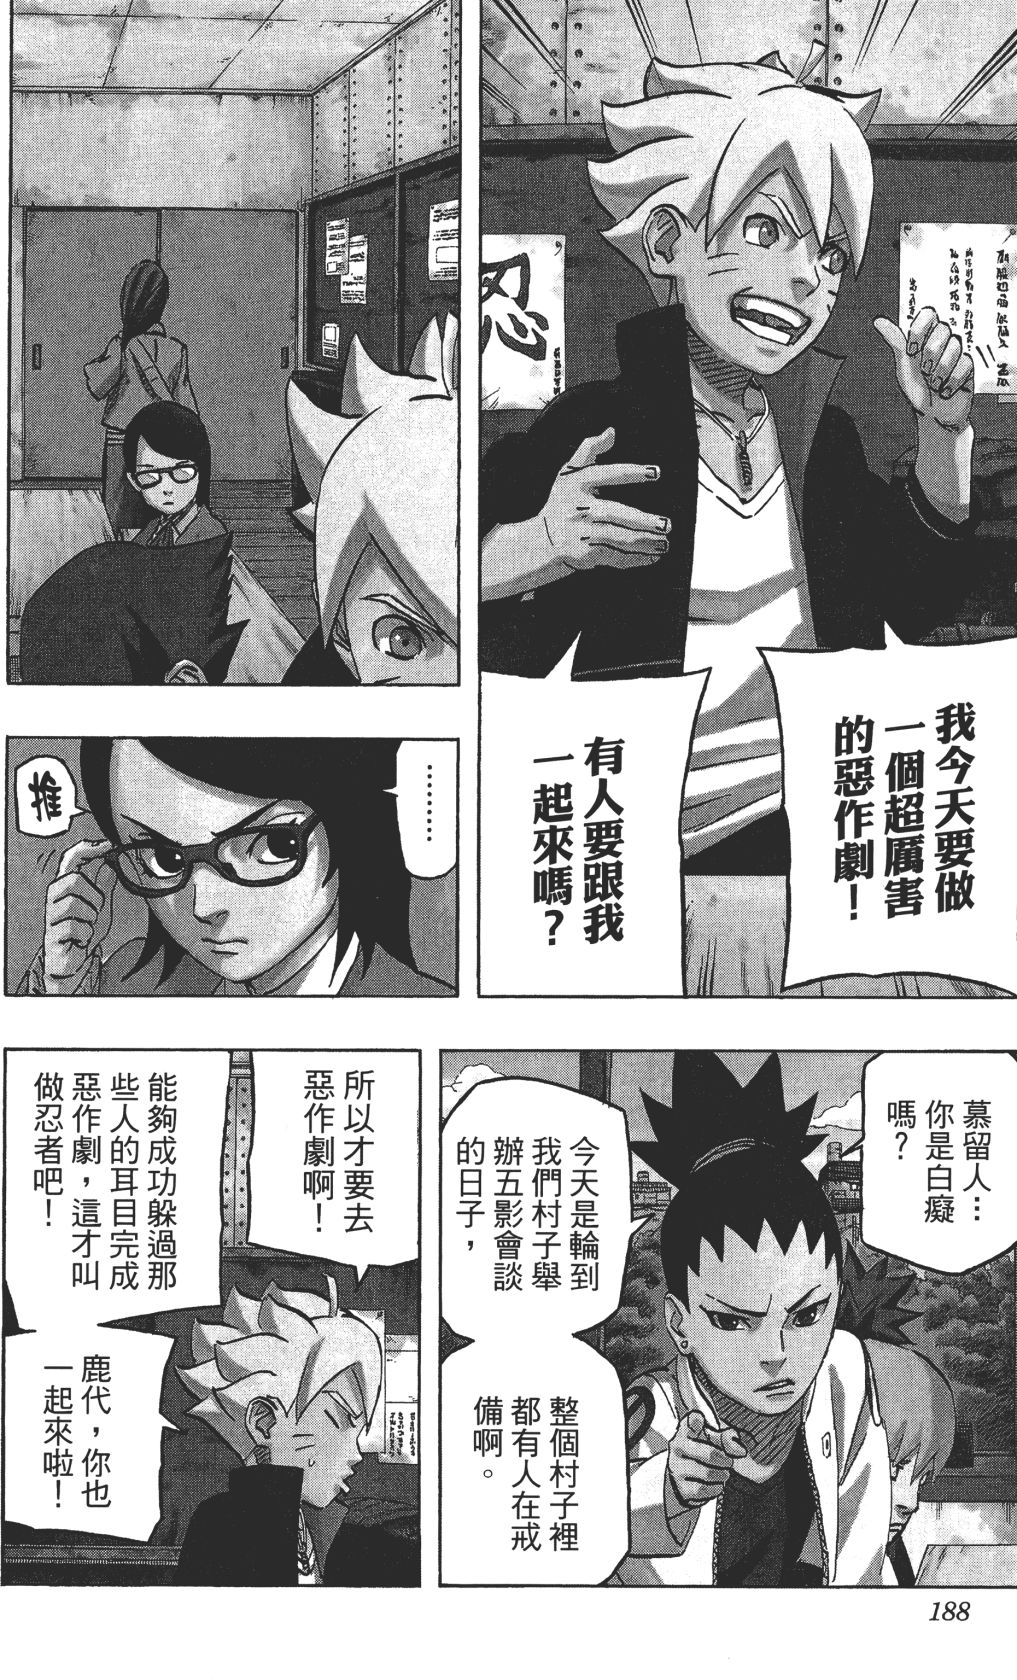 我今天要做
一個超厲害
的惡作劇！
有人要跟我
一起來嗎？
忍
………
推
慕留人…
你是白癡
嗎？
今天是輪到
我們村子舉
辦五影會談
的日子，
整個村子裡
都有人在戒
備啊。
所以才要去
惡作劇啊！
能夠成功躲過那
些人的耳目完成
惡作劇，這才叫
做忍者吧！
鹿代，你也
一起來啦！
188